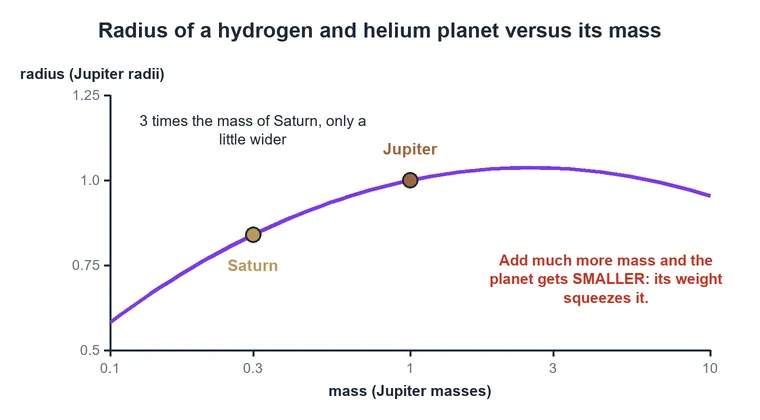 Radius of a hydrogen and helium planet versus its mass
radius (Jupiter radii)
1.25
3 times the mass of Saturn, only a
little wider
Jupiter
1.0
Saturn
0.75
Add much more mass and the
planet gets SMALLER: its weight
squeezes it.
0.5
0.1
0.3
1
3
10
mass (Jupiter masses)